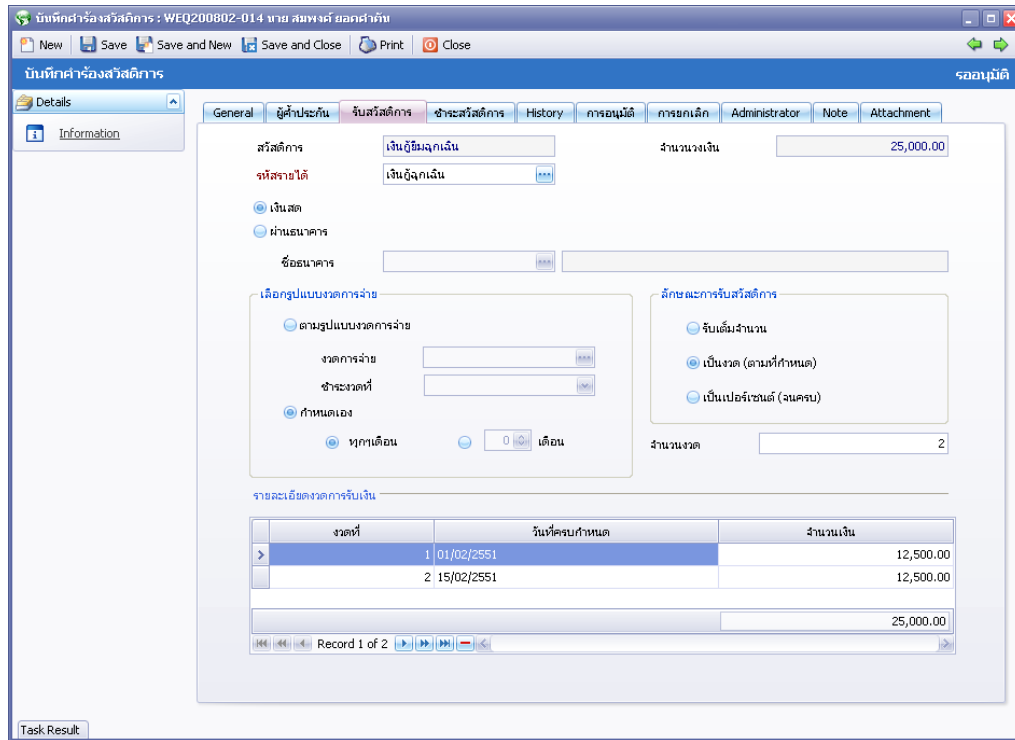 บันทึกคำร้องสวัสดิการ : WEQ200802-014 นาย สมพงค์ ยอดคำตัน
New Save Save and New Save and Close Print Close
บันทึกคำร้องสวัสดิการ รออนุมัติ
Details
Information
General ผู้ค้ำประกัน รับสวัสดิการ ชำระสวัสดิการ History การอนุมัติ การยกเลิก Administrator Note Attachment
สวัสดิการ เงินกู้ยืมฉุกเฉิน จำนวนวงเงิน 25,000.00
รหัสรายได้ เงินกู้ฉุกเฉิน
เงินสด
ผ่านธนาคาร
ชื่อธนาคาร
เลือกรูปแบบงวดการจ่าย ลักษณะการรับสวัสดิการ
ตามรูปแบบงวดการจ่าย รับเต็มจำนวน
งวดการจ่าย เป็นงวด (ตามที่กำหนด)
ชำระงวดที่ เป็นเปอร์เซนต์ (จนครบ)
กำหนดเอง
ทุกๆเดือน 0 เดือน จำนวนงวด 2
รายละเอียดงวดการรับเงิน
งวดที่ วันที่ครบกำหนด จำนวนเงิน
1 01/02/2551 12,500.00
2 15/02/2551 12,500.00
25,000.00
Record 1 of 2
Task Result